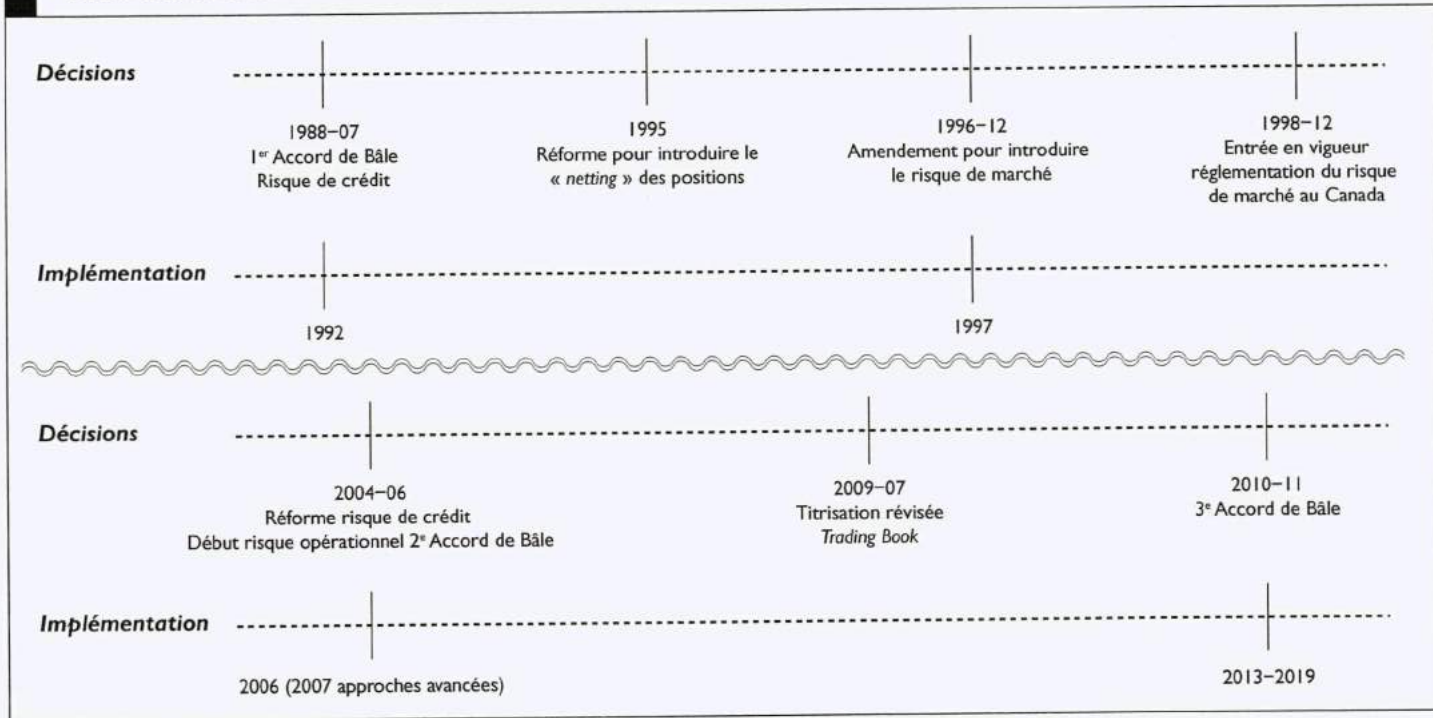 Décisions
1988–07
1er Accord de Bâle
Risque de crédit
1995
Réforme pour introduire le
« netting » des positions
1996–12
Amendement pour introduire
le risque de marché
1998–12
Entrée en vigueur
réglementation du risque
de marché au Canada
Implémentation
1992
1997
Décisions
2004–06
Réforme risque de crédit
Début risque opérationnel 2e Accord de Bâle
2009–07
Titrisation révisée
Trading Book
2010–11
3e Accord de Bâle
Implémentation
2006 (2007 approches avancées)
2013–2019